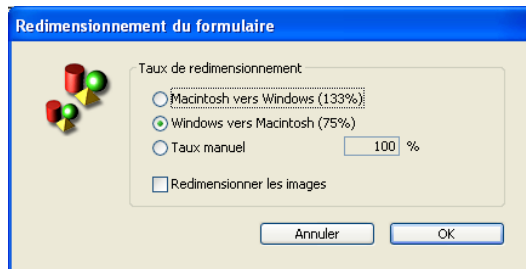 Redimensionnement du formulaire
Taux de redimensionnement
Macintosh vers Windows (133%)
Windows vers Macintosh (75%)
Taux manuel 100 %
Redimensionner les images
Annuler OK